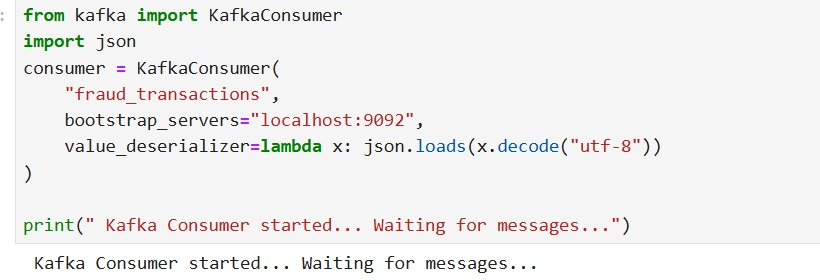 :
from kafka import KafkaConsumer
import json
consumer = KafkaConsumer(
    "fraud_transactions",
    bootstrap_servers="localhost:9092",
    value_deserializer=lambda x: json.loads(x.decode("utf-8"))
)

print(" Kafka Consumer started... Waiting for messages...")
 Kafka Consumer started... Waiting for messages...